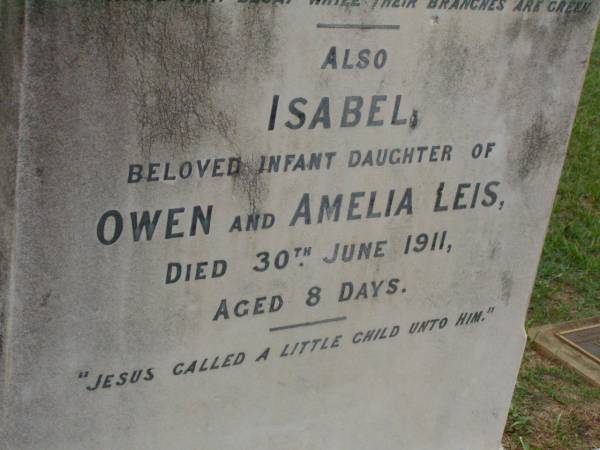 DECAY WHILE THEIR BRANCHES ARE GREEN
ALSO
ISABEL,
BELOVED INFANT DAUGHTER OF
OWEN AND AMELIA LEIS,
DIED 30TH JUNE 1911,
AGED 8 DAYS.
"JESUS CALLED A LITTLE CHILD UNTO HIM."